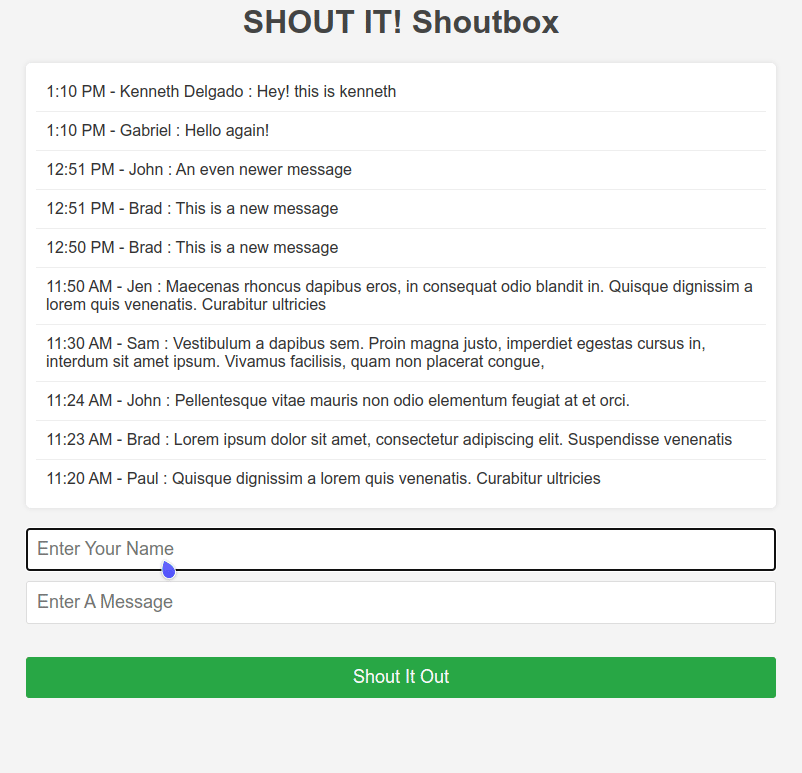 SHOUT IT! Shoutbox
1:10 PM - Kenneth Delgado : Hey! this is kenneth
1:10 PM - Gabriel : Hello again!
12:51 PM - John : An even newer message
12:51 PM - Brad : This is a new message
12:50 PM - Brad : This is a new message
11:50 AM - Jen : Maecenas rhoncus dapibus eros, in consequat odio blandit in. Quisque dignissim a
lorem quis venenatis. Curabitur ultricies
11:30 AM - Sam : Vestibulum a dapibus sem. Proin magna justo, imperdiet egestas cursus in,
interdum sit amet ipsum. Vivamus facilisis, quam non placerat congue,
11:24 AM - John : Pellentesque vitae mauris non odio elementum feugiat at et orci.
11:23 AM - Brad : Lorem ipsum dolor sit amet, consectetur adipiscing elit. Suspendisse venenatis
11:20 AM - Paul : Quisque dignissim a lorem quis venenatis. Curabitur ultricies
Enter Your Name
Enter A Message
Shout It Out